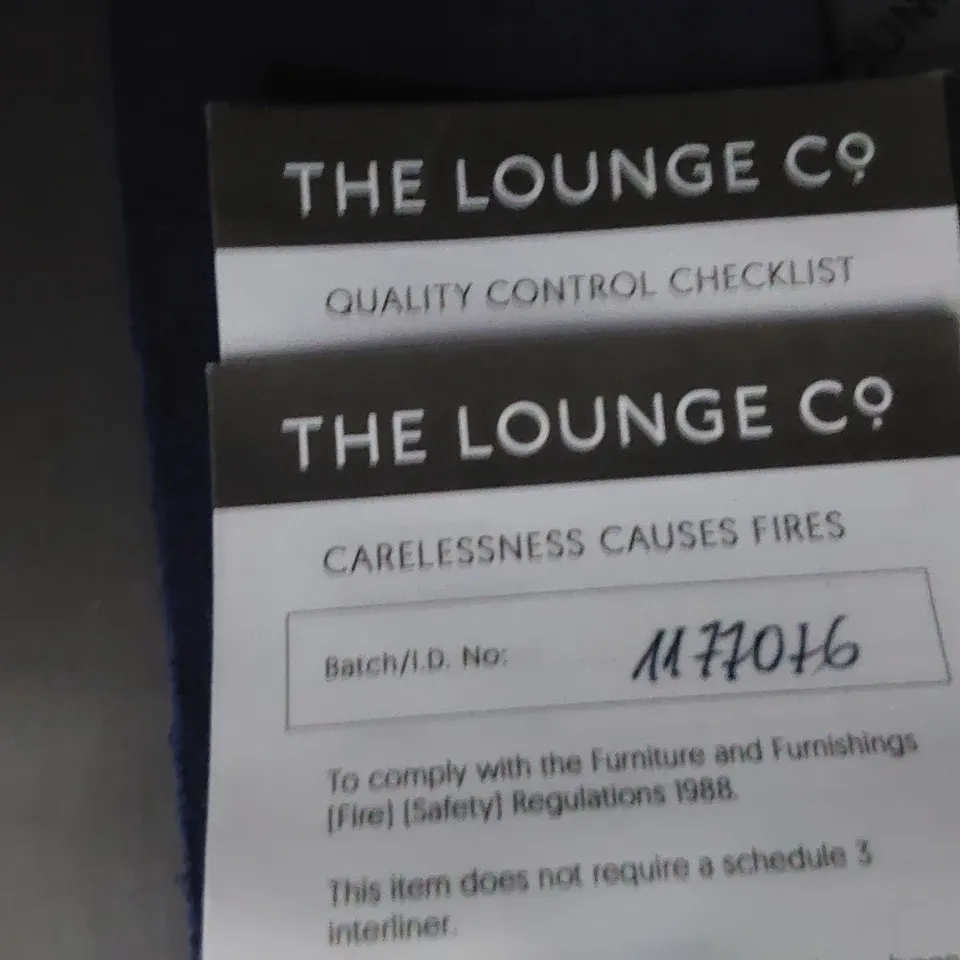 THE LOUNGE Co
QUALITY CONTROL CHECKLIST
THE LOUNGE Co
CARELESSNESS CAUSES FIRES
Batch/I.D. No: 1177076
To comply with the Furniture and Furnishings
[Fire] [Safety] Regulations 1988.
This item does not require a schedule 3
interliner.